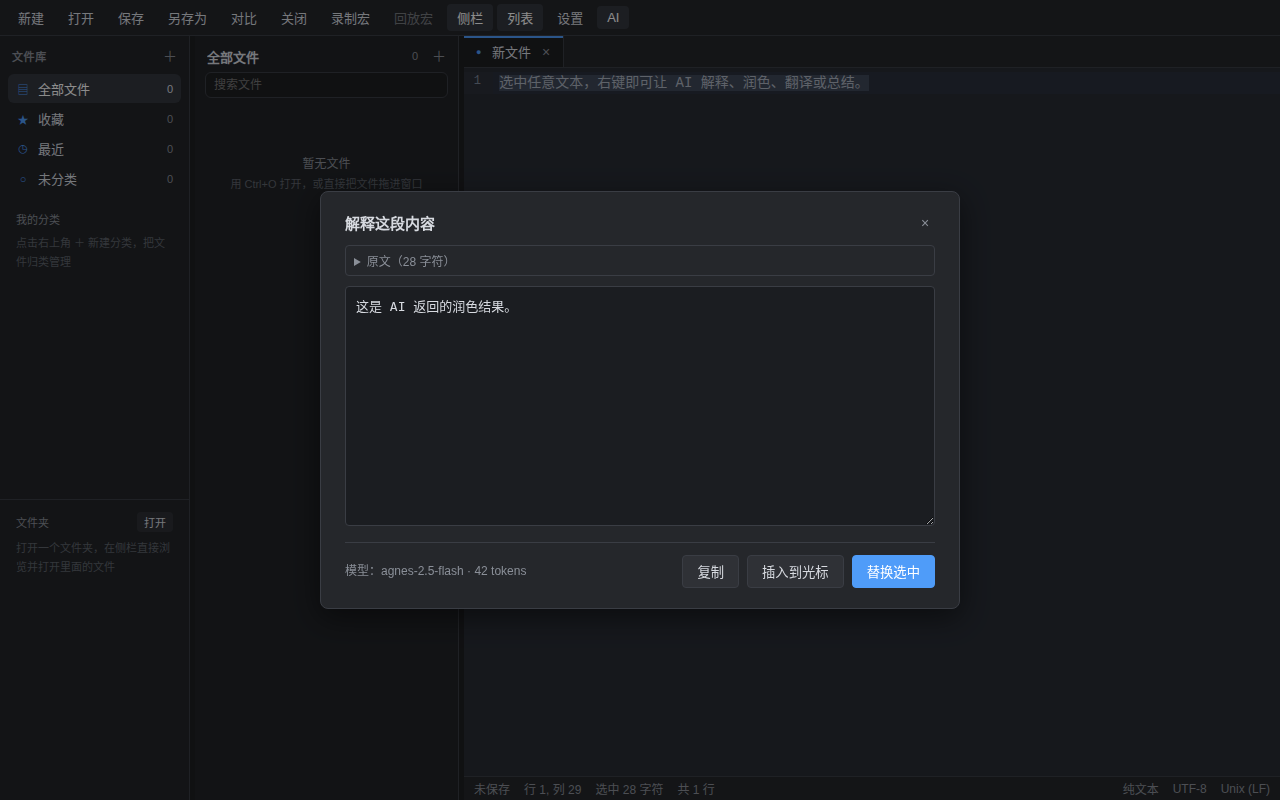 新建 打开 保存 另存为 对比 关闭 录制宏 回放宏 侧栏 列表 设置 AI
文件库 +
全部文件 0
收藏 0
最近 0
未分类 0
我的分类
点击右上角 + 新建分类，把文
件归类管理
文件夹 打开
打开一个文件夹，在侧栏直接浏
览并打开里面的文件
全部文件 0 +
搜索文件
暂无文件
用 Ctrl+O 打开，或直接把文件拖进窗口
• 新文件 ×
1 选中任意文本，右键即可让 AI 解释、润色、翻译或总结。
解释这段内容 ×
▶ 原文（28 字符）
这是 AI 返回的润色结果。
模型：agnes-2.5-flash · 42 tokens
复制 插入到光标 替换选中
未保存 行 1, 列 29 选中 28 字符 共 1 行 纯文本 UTF-8 Unix (LF)